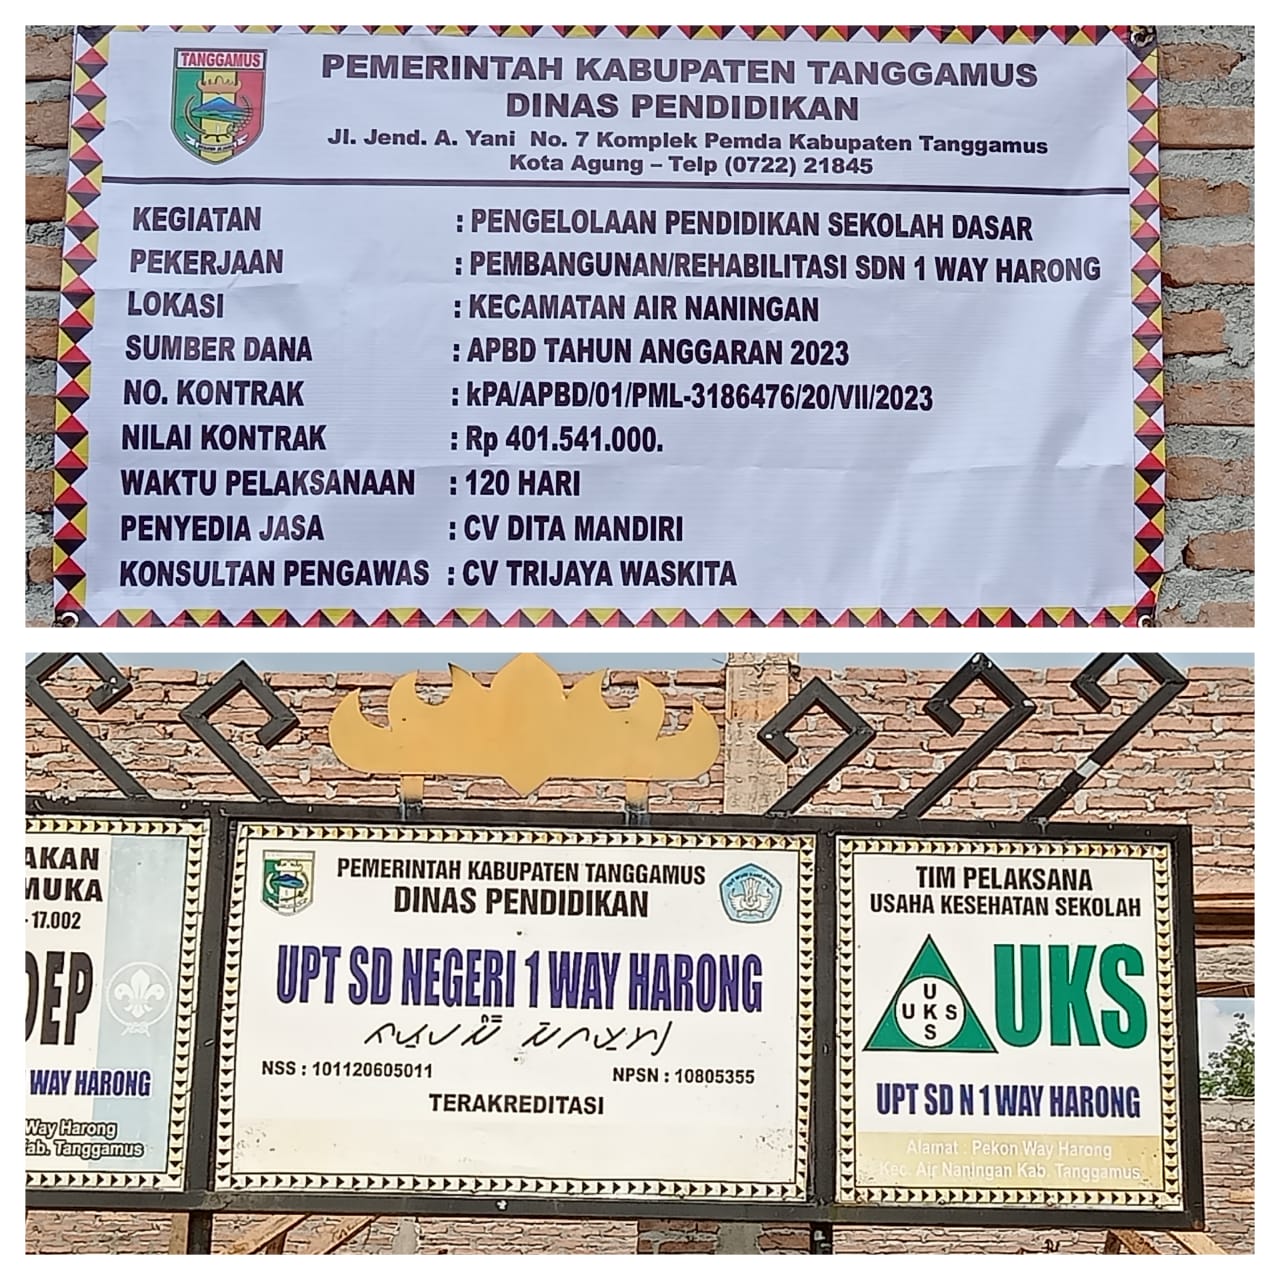 TANGGAMUS
PEMERINTAH KABUPATEN TANGGAMUS
DINAS PENDIDIKAN
Jl. Jend. A. Yani No. 7 Komplek Pemda Kabupaten Tanggamus
Kota Agung – Telp (0722) 21845
KEGIATAN : PENGELOLAAN PENDIDIKAN SEKOLAH DASAR
PEKERJAAN : PEMBANGUNAN/REHABILITASI SDN 1 WAY HARONG
LOKASI : KECAMATAN AIR NANINGAN
SUMBER DANA : APBD TAHUN ANGGARAN 2023
NO. KONTRAK : kPA/APBD/01/PML-3186476/20/VII/2023
NILAI KONTRAK : Rp 401.541.000.
WAKTU PELAKSANAAN : 120 HARI
PENYEDIA JASA : CV DITA MANDIRI
KONSULTAN PENGAWAS : CV TRIJAYA WASKITA
AKAN
MUKA
- 17.002
DEP
WAY HARONG
Way Harong
ab. Tanggamus
PEMERINTAH KABUPATEN TANGGAMUS
DINAS PENDIDIKAN
UPT SD NEGERI 1 WAY HARONG
NSS : 101120605011
NPSN : 10805355
TERAKREDITASI
TIM PELAKSANA
USAHA KESEHATAN SEKOLAH
U
U K S
S
UKS
UPT SD N 1 WAY HARONG
Alamat : Pekon Way Harong
Kec. Air Naningan Kab. Tanggamus